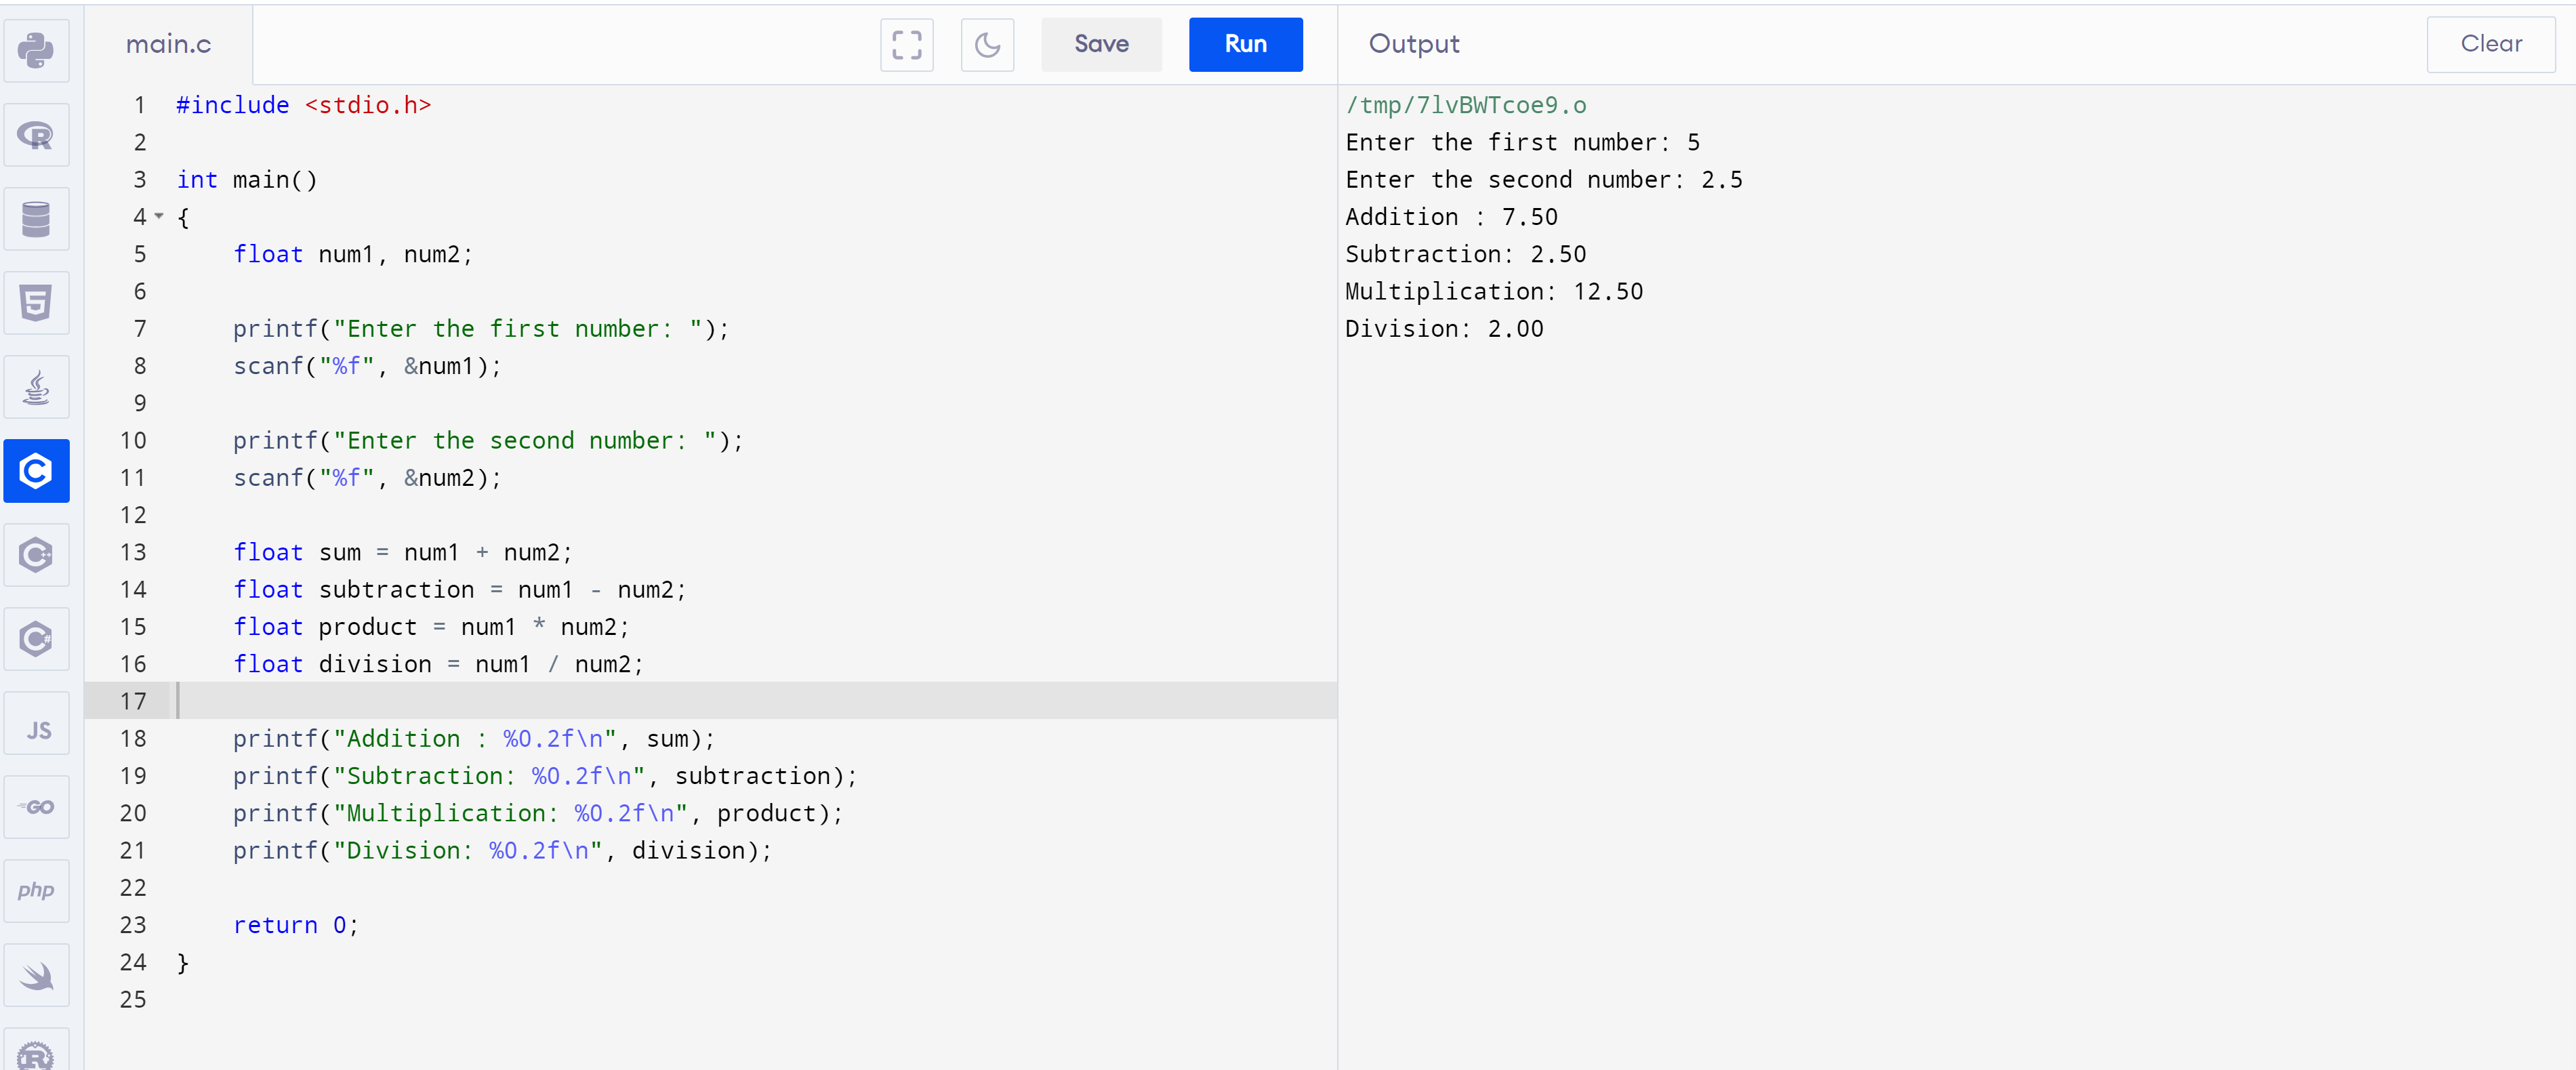 main.c
Save
Run
Output
Clear
1 #include <stdio.h>
2
3 int main()
4 {
5     float num1, num2;
6
7     printf("Enter the first number: ");
8     scanf("%f", &num1);
9
10     printf("Enter the second number: ");
11     scanf("%f", &num2);
12
13     float sum = num1 + num2;
14     float subtraction = num1 - num2;
15     float product = num1 * num2;
16     float division = num1 / num2;
17
18     printf("Addition : %0.2f\n", sum);
19     printf("Subtraction: %0.2f\n", subtraction);
20     printf("Multiplication: %0.2f\n", product);
21     printf("Division: %0.2f\n", division);
22
23     return 0;
24 }
25
/tmp/7lvBWTcoe9.o
Enter the first number: 5
Enter the second number: 2.5
Addition : 7.50
Subtraction: 2.50
Multiplication: 12.50
Division: 2.00
R
5
C
C++
C#
JS
GO
php
R